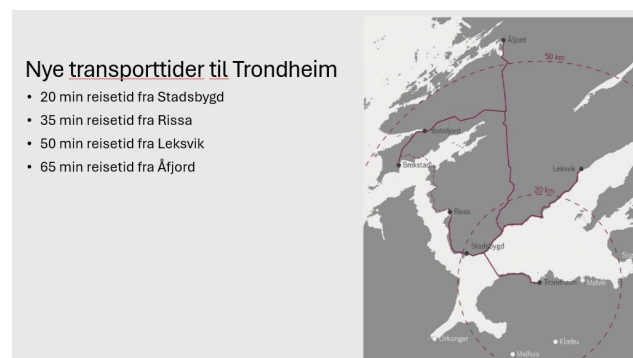 Nye transporttider til Trondheim
• 20 min reisetid fra Stadsbygd
• 35 min reisetid fra Rissa
• 50 min reisetid fra Leksvik
• 65 min reisetid fra Åfjord
Åfjord
50 km
Botnfjord
Brekstad
Leksvik
20 km
Rissa
Stadsbygd
Trondheim
Malvik
Orkanger
Klæbu
Melhus